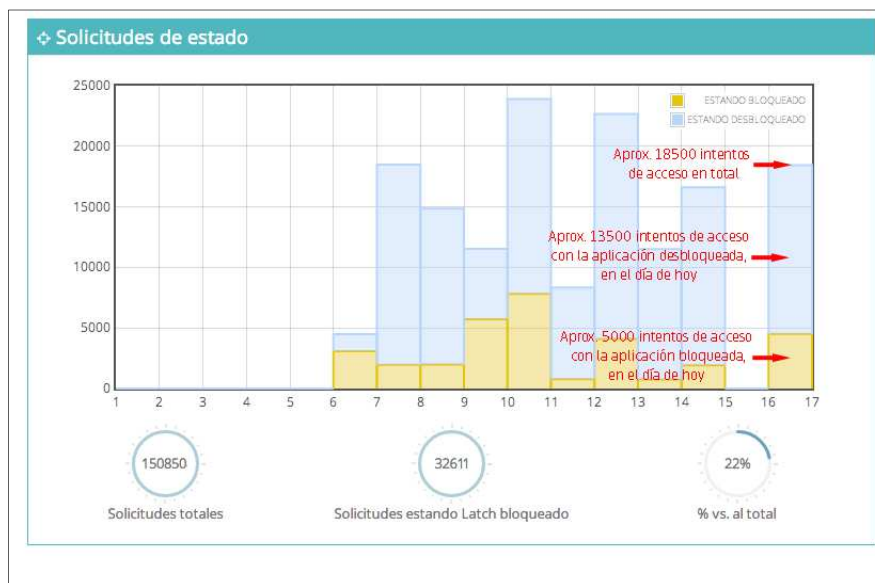 Solicitudes de estado
25000
20000
15000
10000
5000
0
ESTANDO BLOQUEADO
ESTANDO DESBLOQUEADO
Aprox. 18500 intentos
de acceso en total
Aprox. 13500 intentos de acceso
con la aplicación desbloqueada,
en el día de hoy
Aprox. 5000 intentos de acceso
con la aplicación bloqueada,
en el día de hoy
1 2 3 4 5 6 7 8 9 10 11 12 13 14 15 16 17
150850 32611 22%
Solicitudes totales Solicitudes estando Latch bloqueado % vs. al total